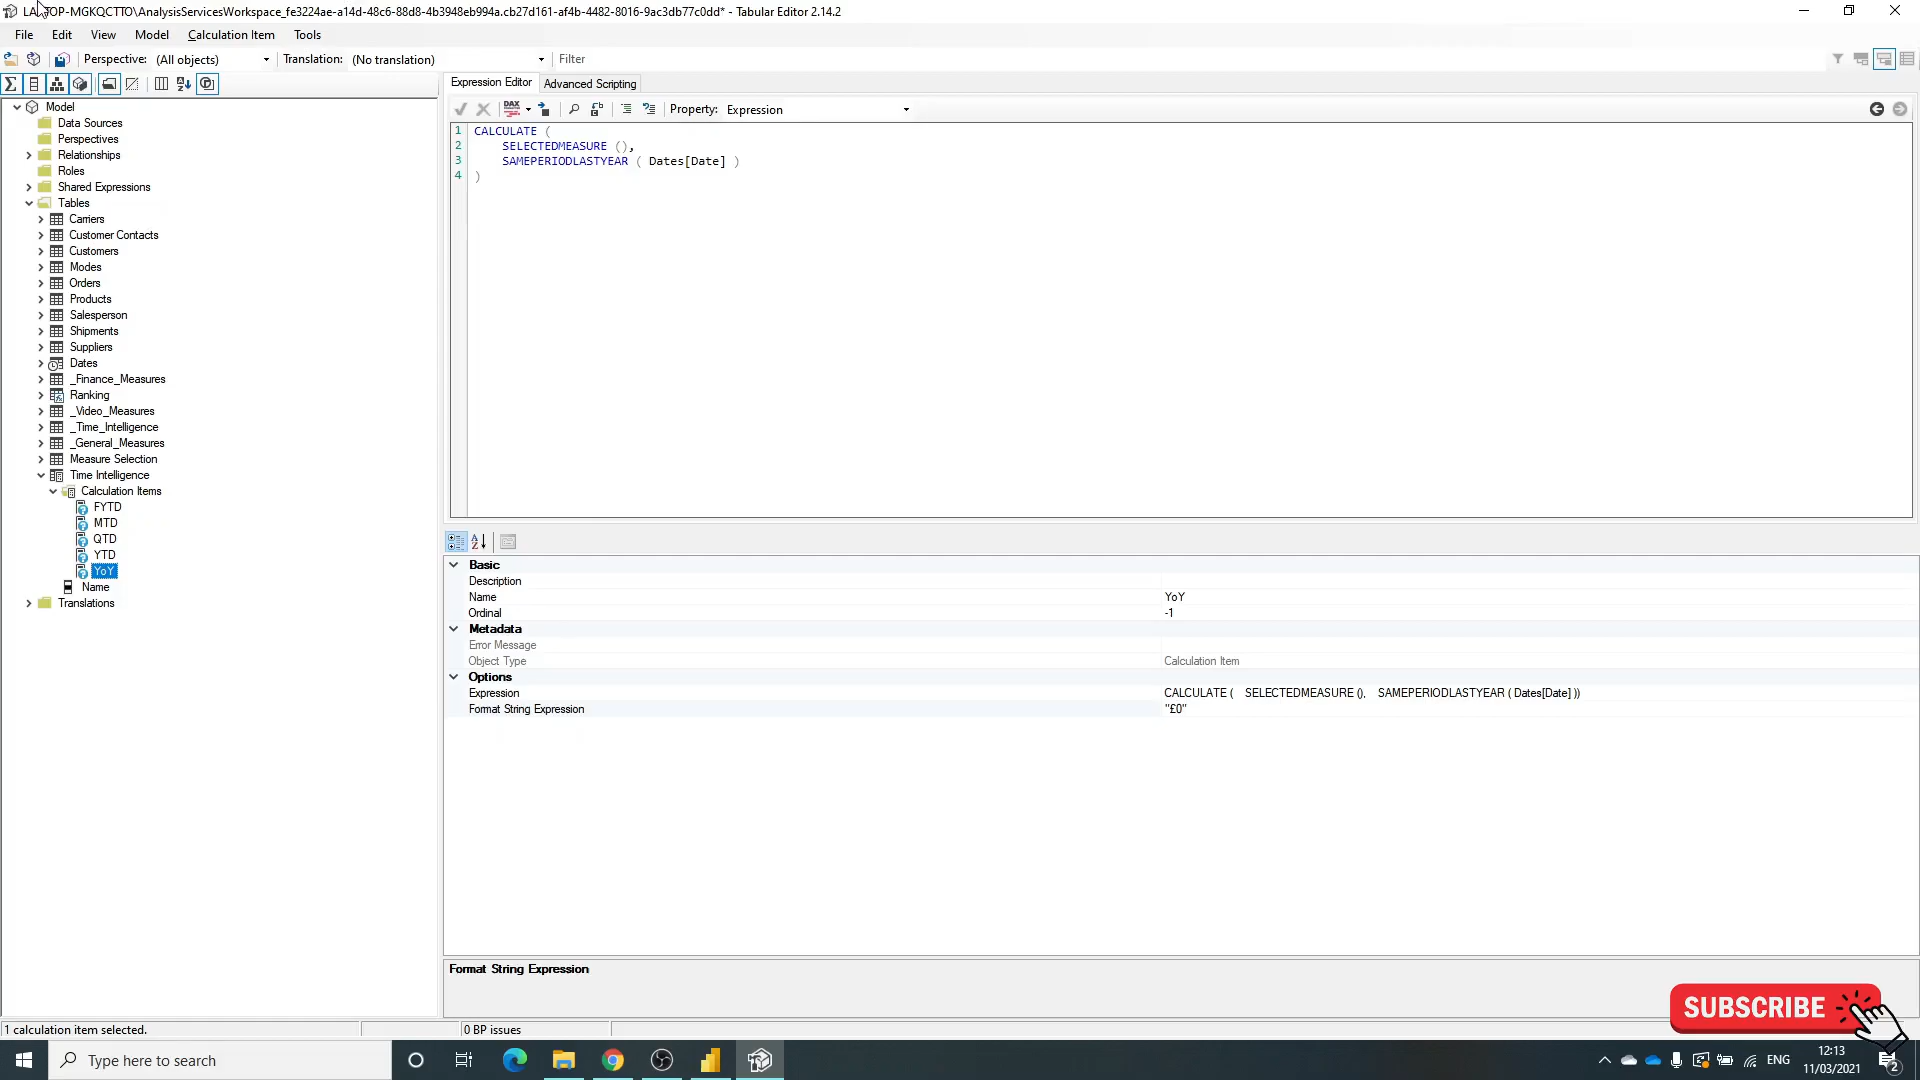 LAPTOP-MGKQCTTO\AnalysisServicesWorkspace_fe3224ae-a14d-48c6-88d8-4b3948eb994a.cb27d161-af4b-4482-8016-9ac3db77c0dd* - Tabular Editor 2.14.2
File Edit View Model Calculation Item Tools
Perspective: (All objects) Translation: (No translation) Filter
Expression Editor Advanced Scripting
DAX Property: Expression
Model
Data Sources
Perspectives
Relationships
Roles
Shared Expressions
Tables
Carriers
Customer Contacts
Customers
Modes
Orders
Products
Salesperson
Shipments
Suppliers
Dates
_Finance_Measures
Ranking
_Video_Measures
_Time_Intelligence
_General_Measures
Measure Selection
Time Intelligence
Calculation Items
FYTD
MTD
QTD
YTD
YoY
Name
Translations
1 CALCULATE (
2 SELECTEDMEASURE (),
3 SAMEPERIODLASTYEAR ( Dates[Date] )
4 )
Basic
Description
Name YoY
Ordinal -1
Metadata
Error Message
Object Type Calculation Item
Options
Expression CALCULATE ( SELECTEDMEASURE (), SAMEPERIODLASTYEAR ( Dates[Date] ))
Format String Expression "£0"
Format String Expression
SUBSCRIBE
1 calculation item selected. 0 BP issues
Type here to search
ENG
12:13
11/03/2021
2